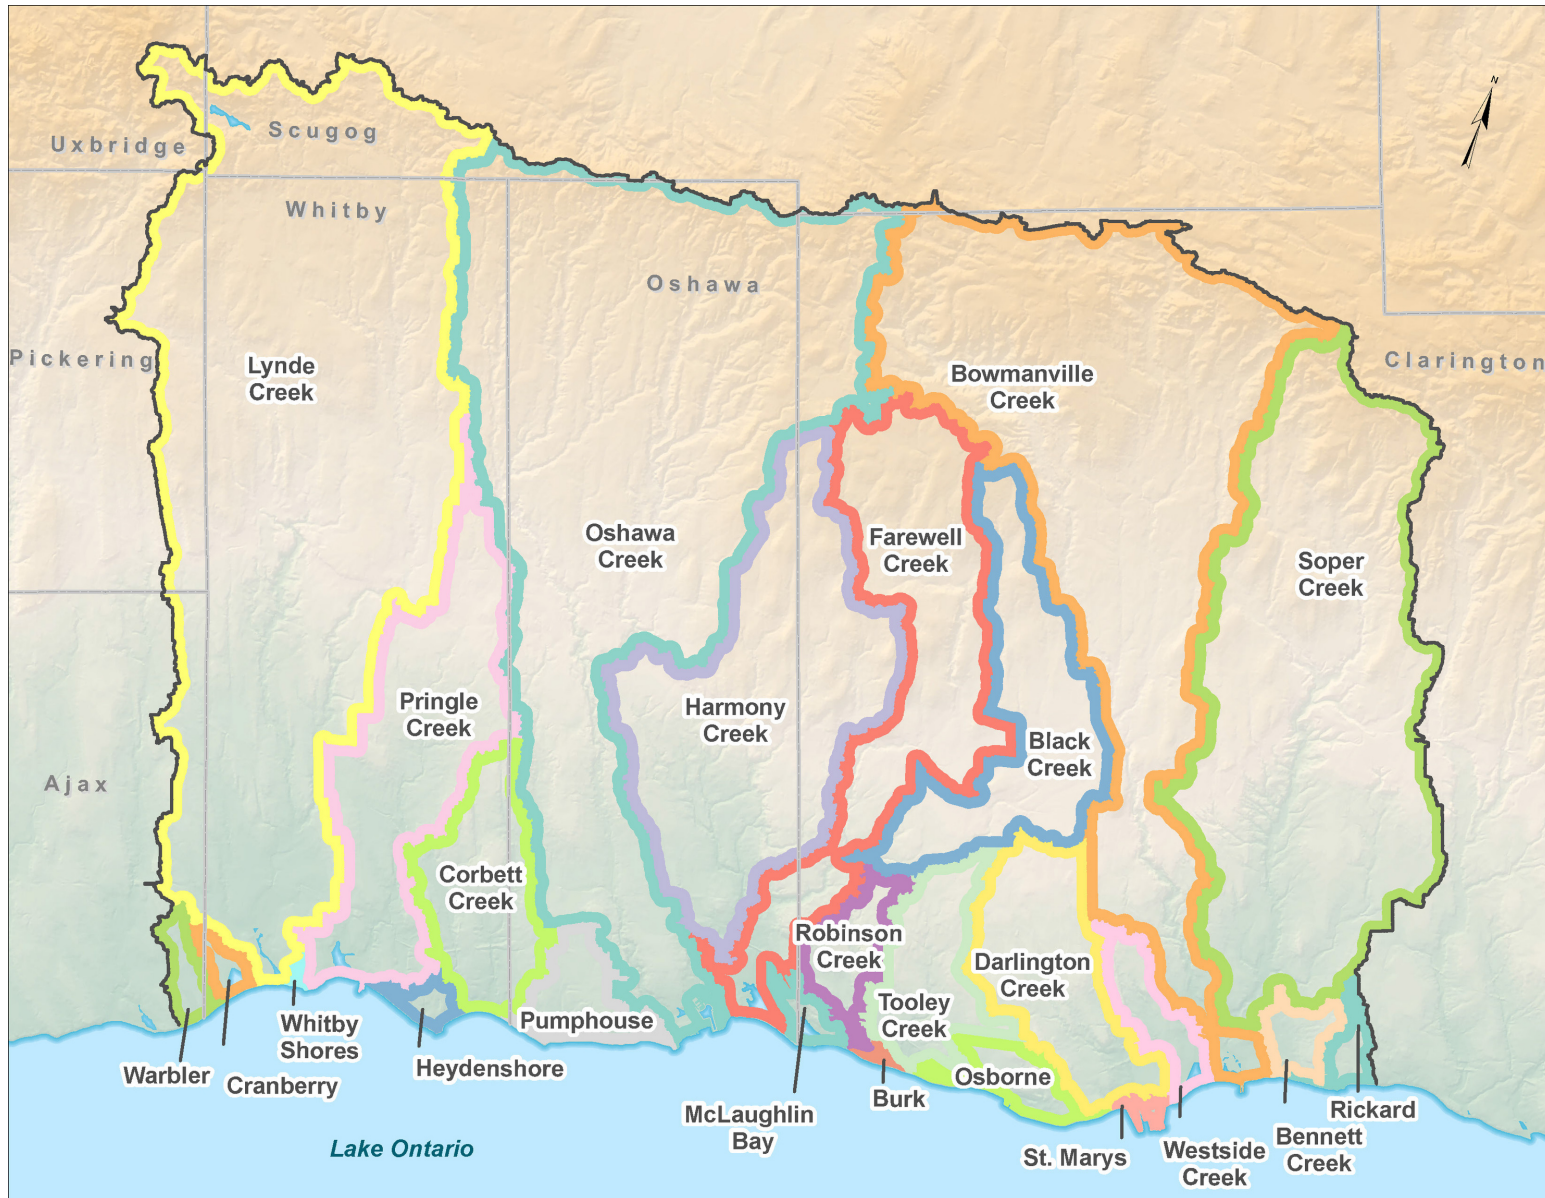 N
Scugog
Uxbridge
Whitby
Oshawa
Pickering
Clarington
Lynde
Creek
Bowmanville
Creek
Oshawa
Creek
Farewell
Creek
Soper
Creek
Pringle
Creek
Harmony
Creek
Black
Creek
Ajax
Corbett
Creek
Robinson
Creek
Darlington
Creek
Tooley
Creek
Whitby
Shores
Pumphouse
Warbler
Cranberry
Heydenshore
Osborne
Burk
McLaughlin
Bay
Rickard
Bennett
Creek
St. Marys
Westside
Creek
Lake Ontario